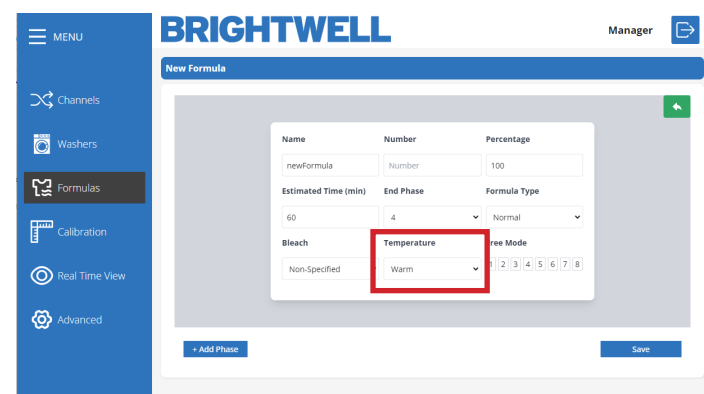 MENU
BRIGHTWELL
Manager
New Formula
Channels
Washers
Formulas
Calibration
Real Time View
Advanced
Name Number Percentage
newFormula Number 100
Estimated Time (min) End Phase Formula Type
60 4 Normal
Bleach Temperature ree Mode
Non-Specified Warm 1 2 3 4 5 6 7 8
+ Add Phase Save